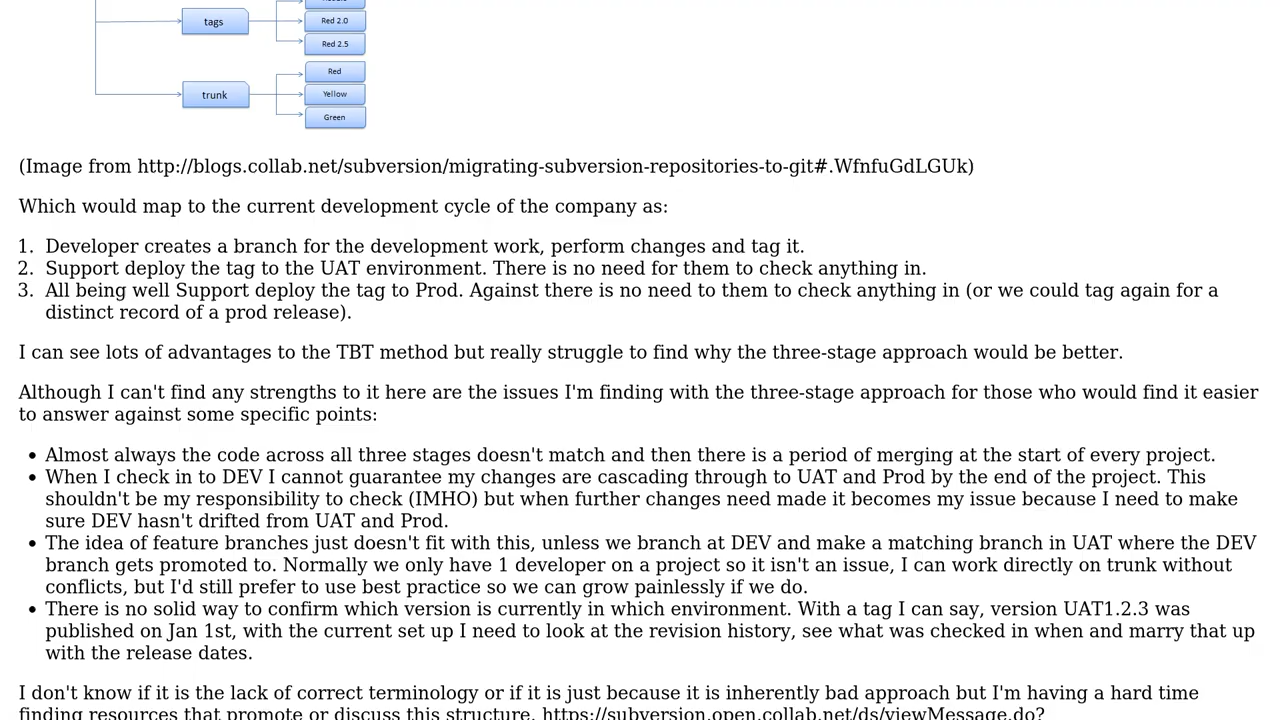 tags
Red 2.0
Red 2.5
Red
trunk
Yellow
Green
(Image from http://blogs.collab.net/subversion/migrating-subversion-repositories-to-git#.WfnfuGdLGUk)
Which would map to the current development cycle of the company as:
1. Developer creates a branch for the development work, perform changes and tag it.
2. Support deploy the tag to the UAT environment. There is no need for them to check anything in.
3. All being well Support deploy the tag to Prod. Against there is no need to them to check anything in (or we could tag again for a
distinct record of a prod release).
I can see lots of advantages to the TBT method but really struggle to find why the three-stage approach would be better.
Although I can't find any strengths to it here are the issues I'm finding with the three-stage approach for those who would find it easier
to answer against some specific points:
• Almost always the code across all three stages doesn't match and then there is a period of merging at the start of every project.
• When I check in to DEV I cannot guarantee my changes are cascading through to UAT and Prod by the end of the project. This
shouldn't be my responsibility to check (IMHO) but when further changes need made it becomes my issue because I need to make
sure DEV hasn't drifted from UAT and Prod.
• The idea of feature branches just doesn't fit with this, unless we branch at DEV and make a matching branch in UAT where the DEV
branch gets promoted to. Normally we only have 1 developer on a project so it isn't an issue, I can work directly on trunk without
conflicts, but I'd still prefer to use best practice so we can grow painlessly if we do.
• There is no solid way to confirm which version is currently in which environment. With a tag I can say, version UAT1.2.3 was
published on Jan 1st, with the current set up I need to look at the revision history, see what was checked in when and marry that up
with the release dates.
I don't know if it is the lack of correct terminology or if it is just because it is inherently bad approach but I'm having a hard time
finding resources that promote or discuss this structure. https://subversion.open.collab.net/ds/viewMessage.do?